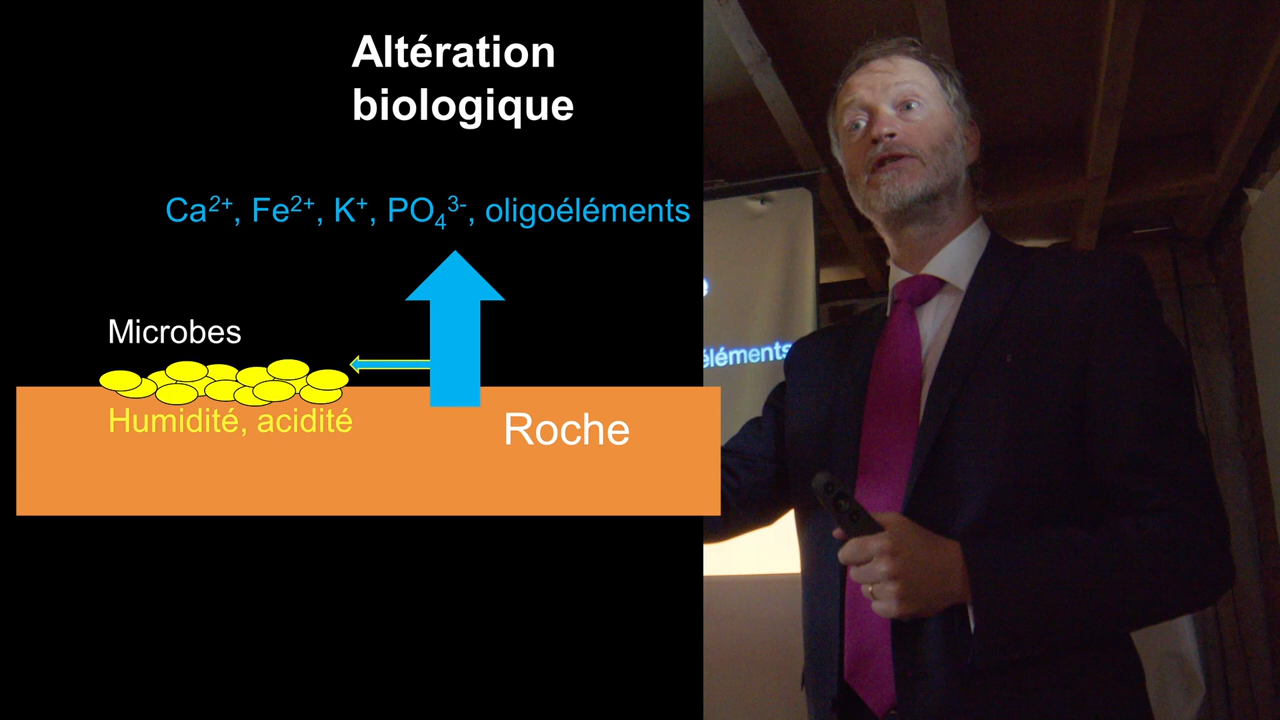 Altération
biologique
Ca²⁺, Fe²⁺, K⁺, PO₄³⁻, oligoéléments
Microbes
Humidité, acidité
Roche
éléments